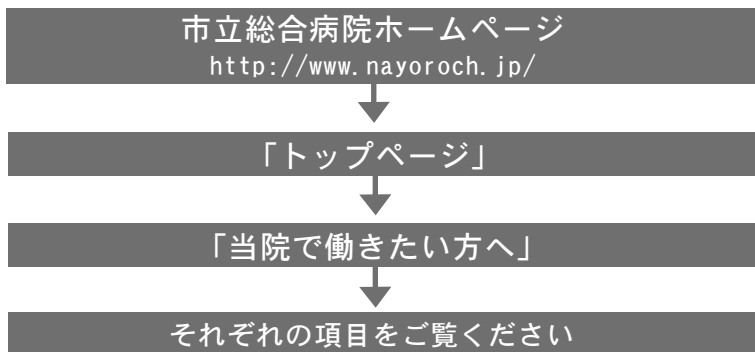 市立総合病院ホームページ
http://www.nayoroch.jp/
「トップページ」
「当院で働きたい方へ」
それぞれの項目をご覧ください